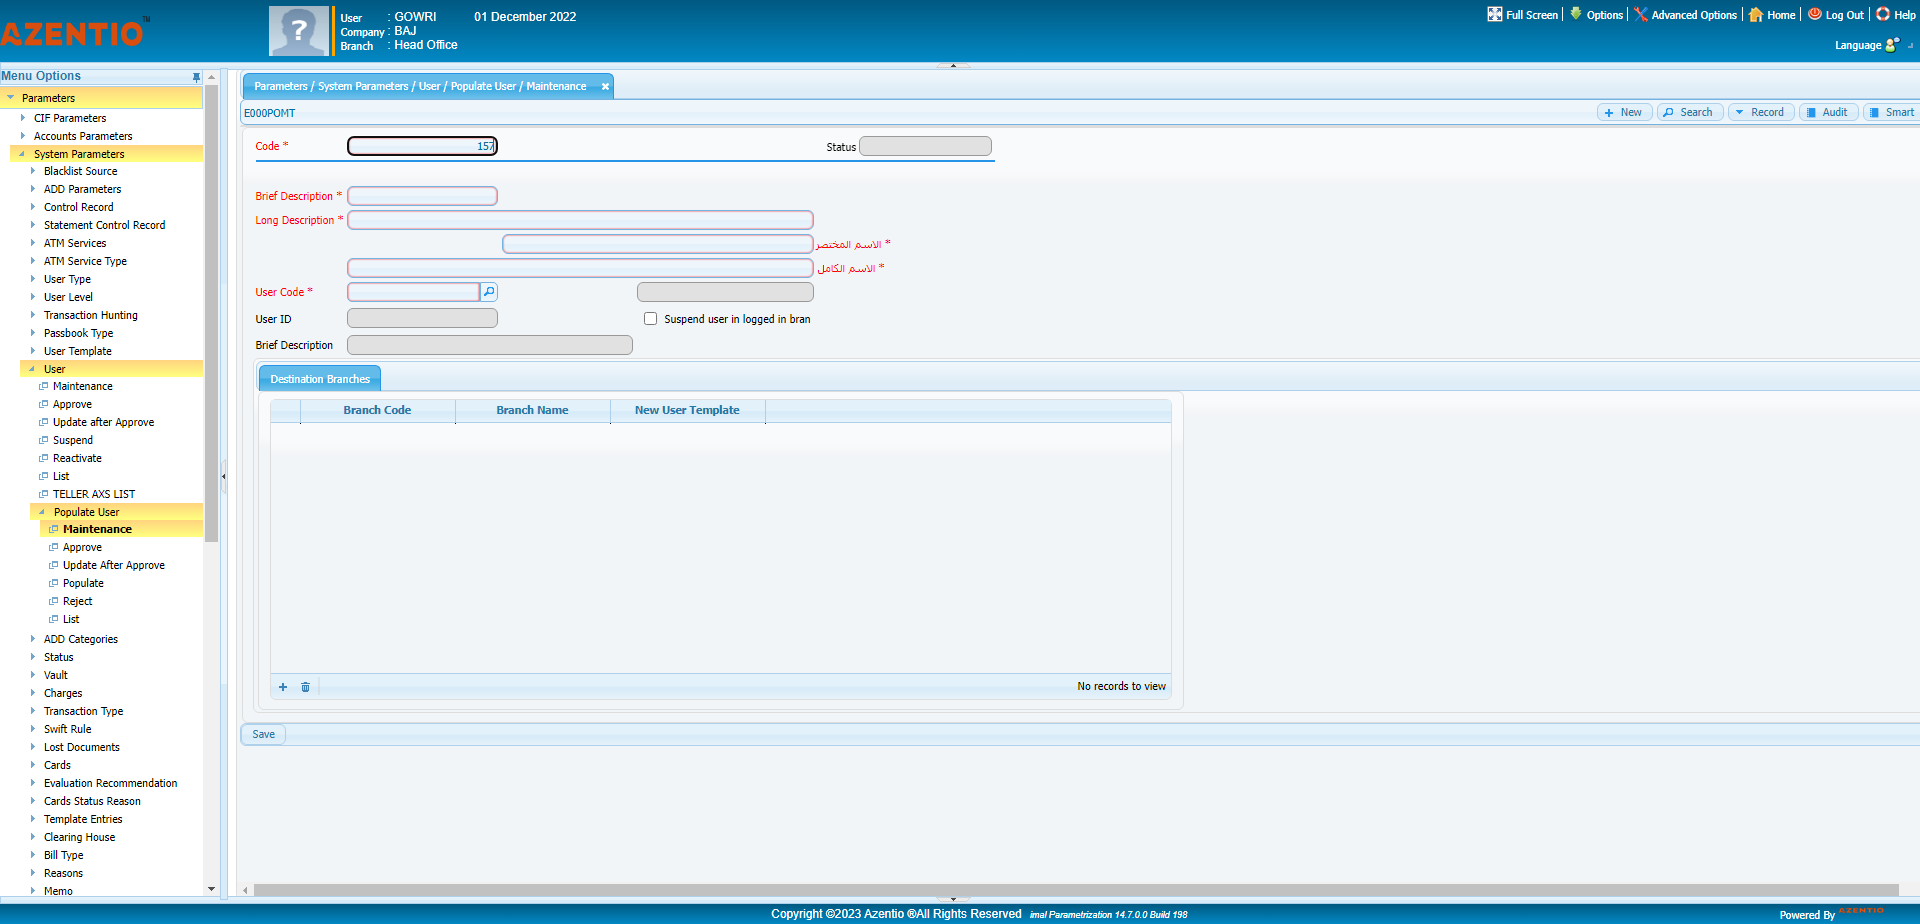 AZENTIO TM
User : GOWRI 01 December 2022
Company : BAJ
Branch : Head Office
Full Screen Options Advanced Options Home Log Out Help
Language
Menu Options
Parameters
CIF Parameters
Accounts Parameters
System Parameters
Blacklist Source
ADD Parameters
Control Record
Statement Control Record
ATM Services
ATM Service Type
User Type
User Level
Transaction Hunting
Passbook Type
User Template
User
Maintenance
Approve
Update after Approve
Suspend
Reactivate
List
TELLER AXS LIST
Populate User
Maintenance
Approve
Update After Approve
Populate
Reject
List
ADD Categories
Status
Vault
Charges
Transaction Type
Swift Rule
Lost Documents
Cards
Evaluation Recommendation
Cards Status Reason
Template Entries
Clearing House
Bill Type
Reasons
Memo
Parameters / System Parameters / User / Populate User / Maintenance
E000POMT
New Search Record Audit Smart
Code * 157 Status
Brief Description *
Long Description *
الاسم المختصر *
الاسم الكامل *
User Code *
User ID Suspend user in logged in bran
Brief Description
Destination Branches
Branch Code Branch Name New User Template
No records to view
Save
Copyright ©2023 Azentio ®All Rights Reserved imal Parametrization 14.7.0.0 Build 198
Powered By AZENTIO